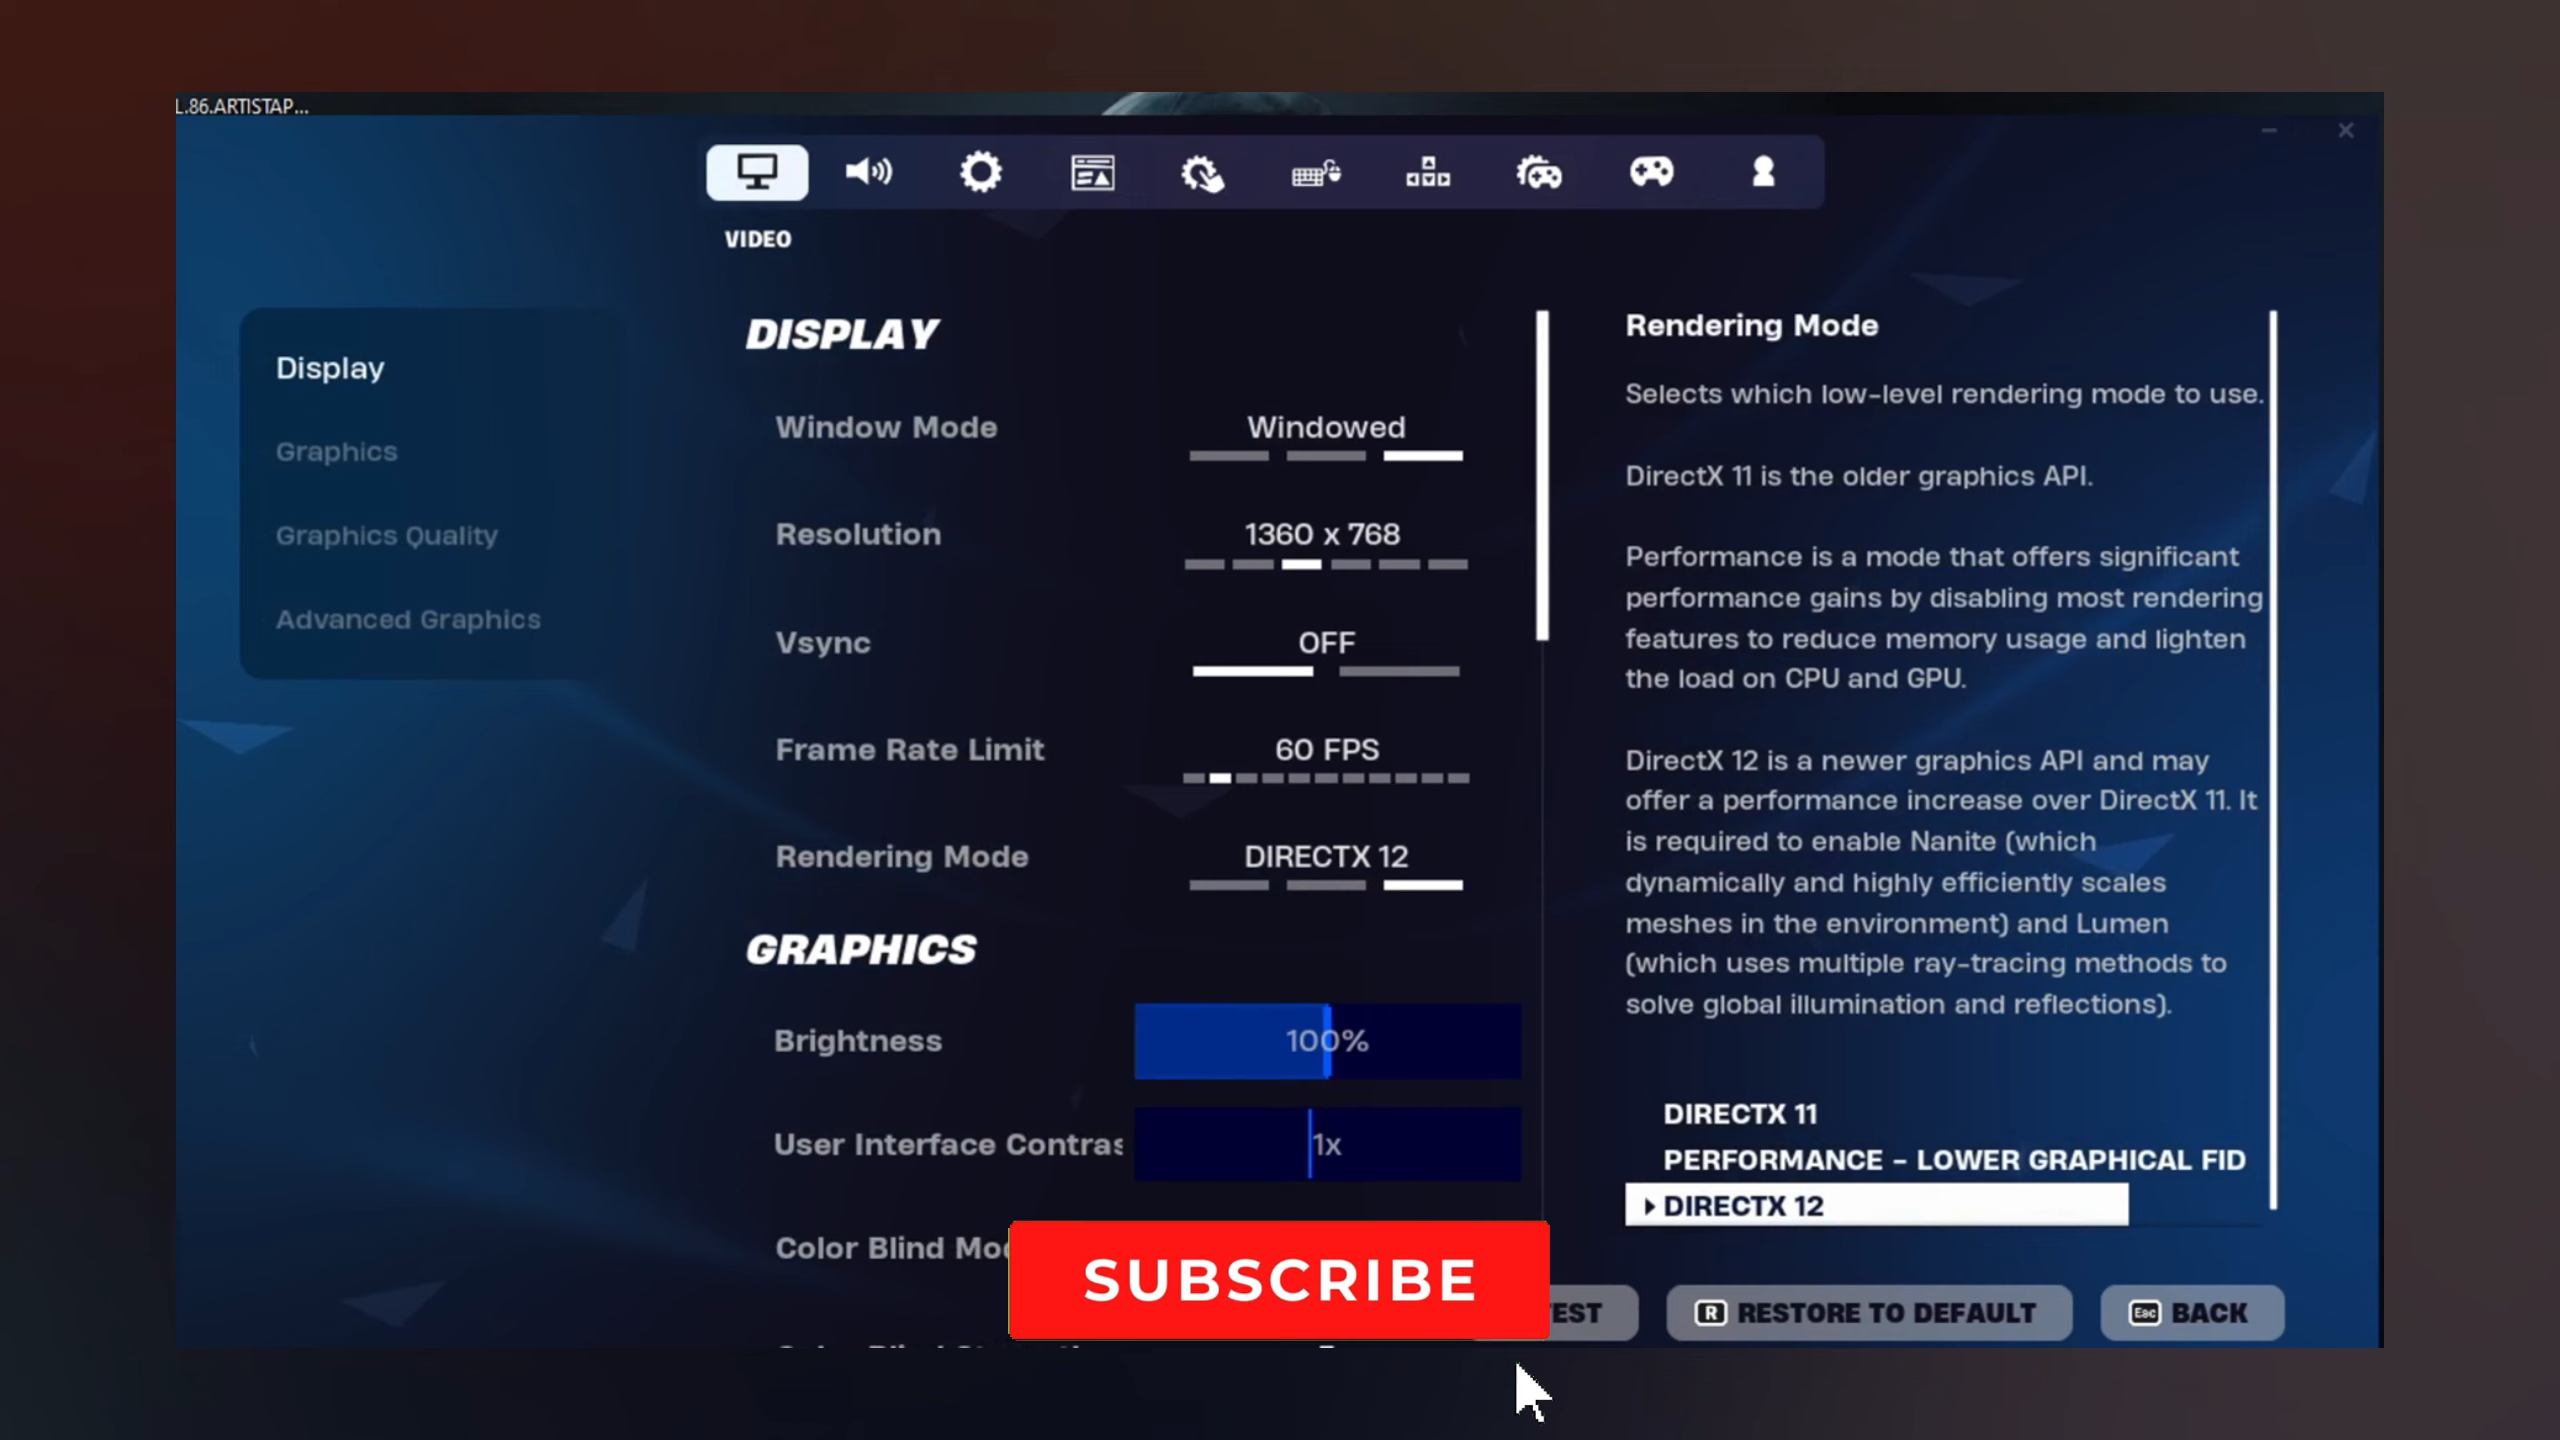 L.86.ARTISTAP...
VIDEO
Display
Graphics
Graphics Quality
Advanced Graphics
DISPLAY
Window Mode Windowed
Resolution 1360 x 768
Vsync OFF
Frame Rate Limit 60 FPS
Rendering Mode DIRECTX 12
GRAPHICS
Brightness 100%
User Interface Contras 1x
Color Blind Mo
Rendering Mode
Selects which low-level rendering mode to use.
DirectX 11 is the older graphics API.
Performance is a mode that offers significant
performance gains by disabling most rendering
features to reduce memory usage and lighten
the load on CPU and GPU.
DirectX 12 is a newer graphics API and may
offer a performance increase over DirectX 11. It
is required to enable Nanite (which
dynamically and highly efficiently scales
meshes in the environment) and Lumen
(which uses multiple ray-tracing methods to
solve global illumination and reflections).
DIRECTX 11
PERFORMANCE - LOWER GRAPHICAL FID
DIRECTX 12
SUBSCRIBE
EST
R RESTORE TO DEFAULT
Esc BACK